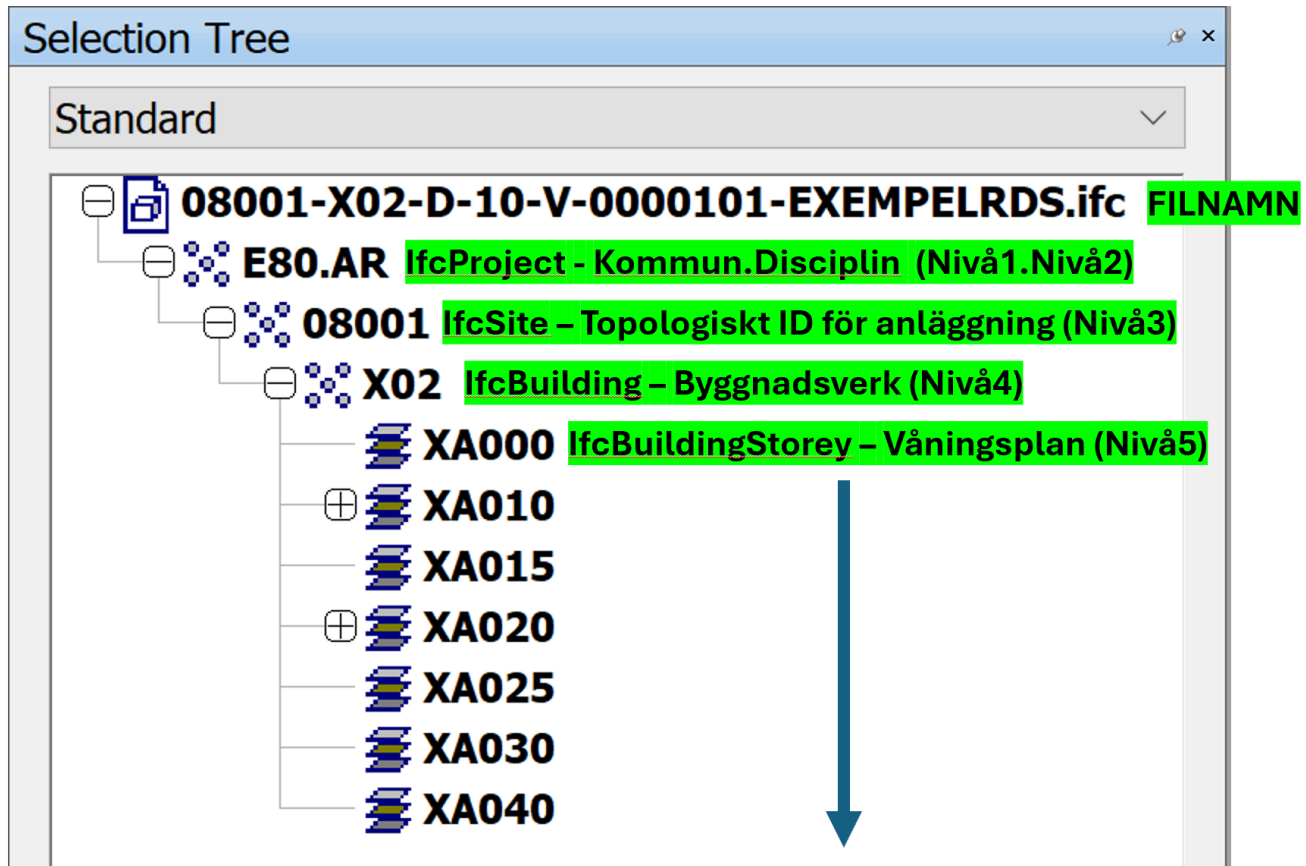 Selection Tree
Standard
08001-X02-D-10-V-0000101-EXEMPELRDS.ifc FILNAMN
E80.AR IfcProject - Kommun.Disciplin (Nivå1.Nivå2)
08001 IfcSite – Topologiskt ID för anläggning (Nivå3)
X02 IfcBuilding – Byggnadsverk (Nivå4)
XA000 IfcBuildingStorey – Våningsplan (Nivå5)
XA010
XA015
XA020
XA025
XA030
XA040